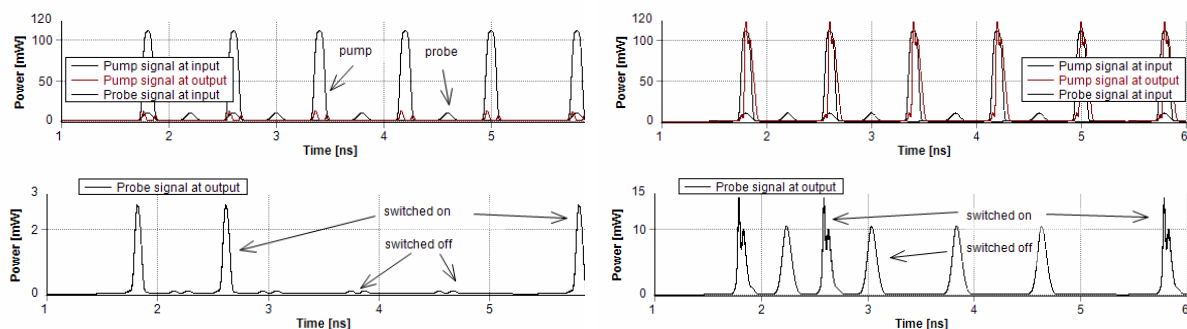 120
100
50
0
Power [mW]
pump
probe
Pump signal at input
Pump signal at output
Probe signal at input
1 2 3 4 5
Time [ns]
120
100
50
0
Power [mW]
Pump signal at input
Pump signal at output
Probe signal at input
1 2 3 4 5 6
Time [ns]
3
2
0
Power [mW]
Probe signal at output
switched on
switched off
1 2 3 4 5
Time [ns]
15
10
0
Power [mW]
Probe signal at output
switched on
switched off
1 2 3 4 5 6
Time [ns]